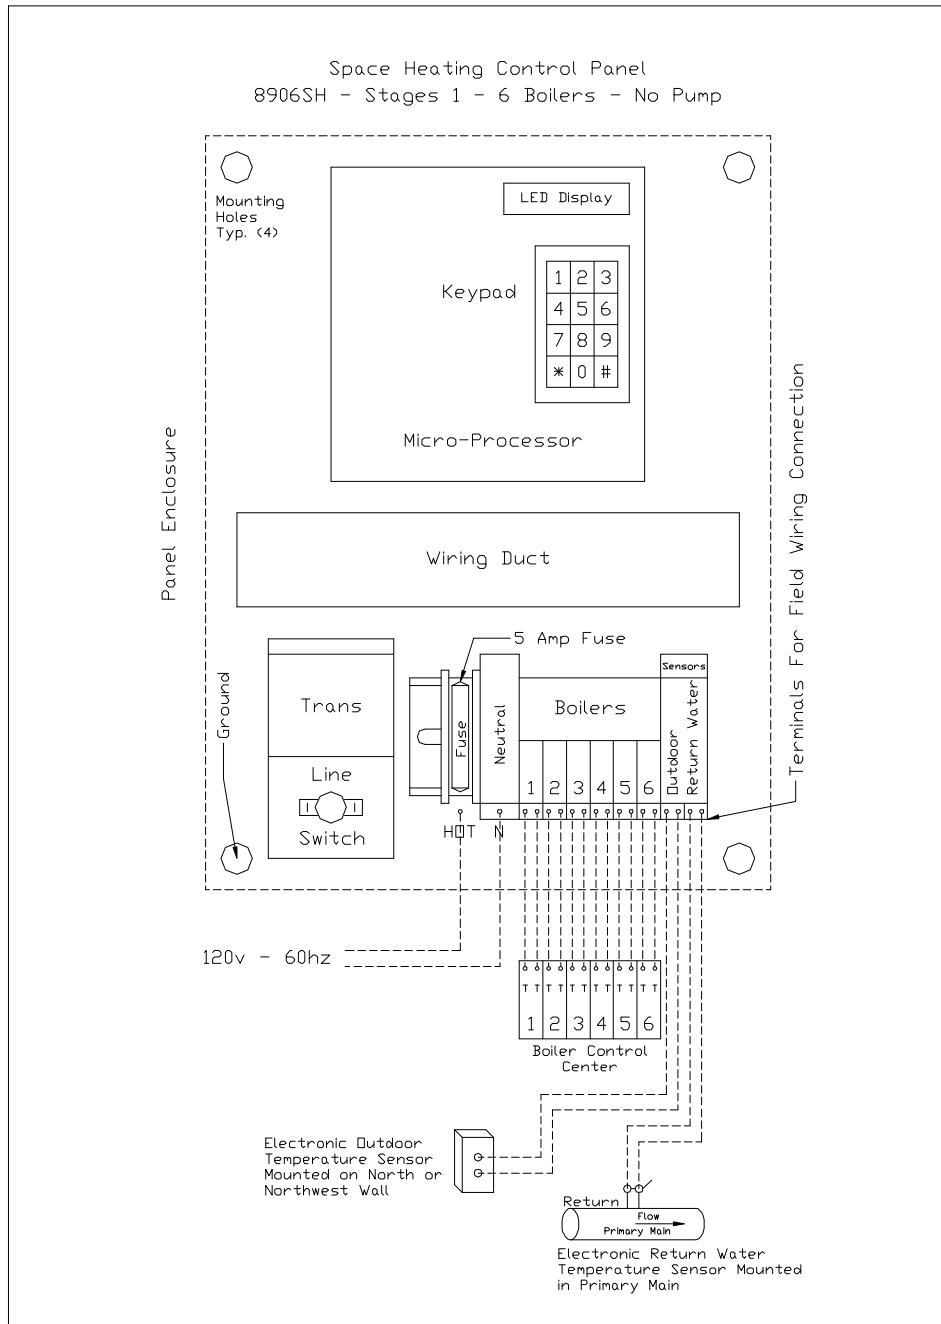 Space Heating Control Panel
8906SH - Stages 1 - 6 Boilers - No Pump
Mounting
Holes
Typ. (4)
LED Display
Keypad
1 2 3
4 5 6
7 8 9
* 0 #
Micro-Processor
Panel Enclosure
Terminals For Field Wiring Connection
Wiring Duct
5 Amp Fuse
Ground
Trans
Line
Switch
Fuse
Neutral
Boilers
1 2 3 4 5 6
Sensors
Outdoor
Return Water
HOT N
120v - 60hz
T T T T T T T T T T T T
1 2 3 4 5 6
Boiler Control
Center
Electronic Outdoor
Temperature Sensor
Mounted on North or
Northwest Wall
Return
Flow
Primary Main
Electronic Return Water
Temperature Sensor Mounted
in Primary Main